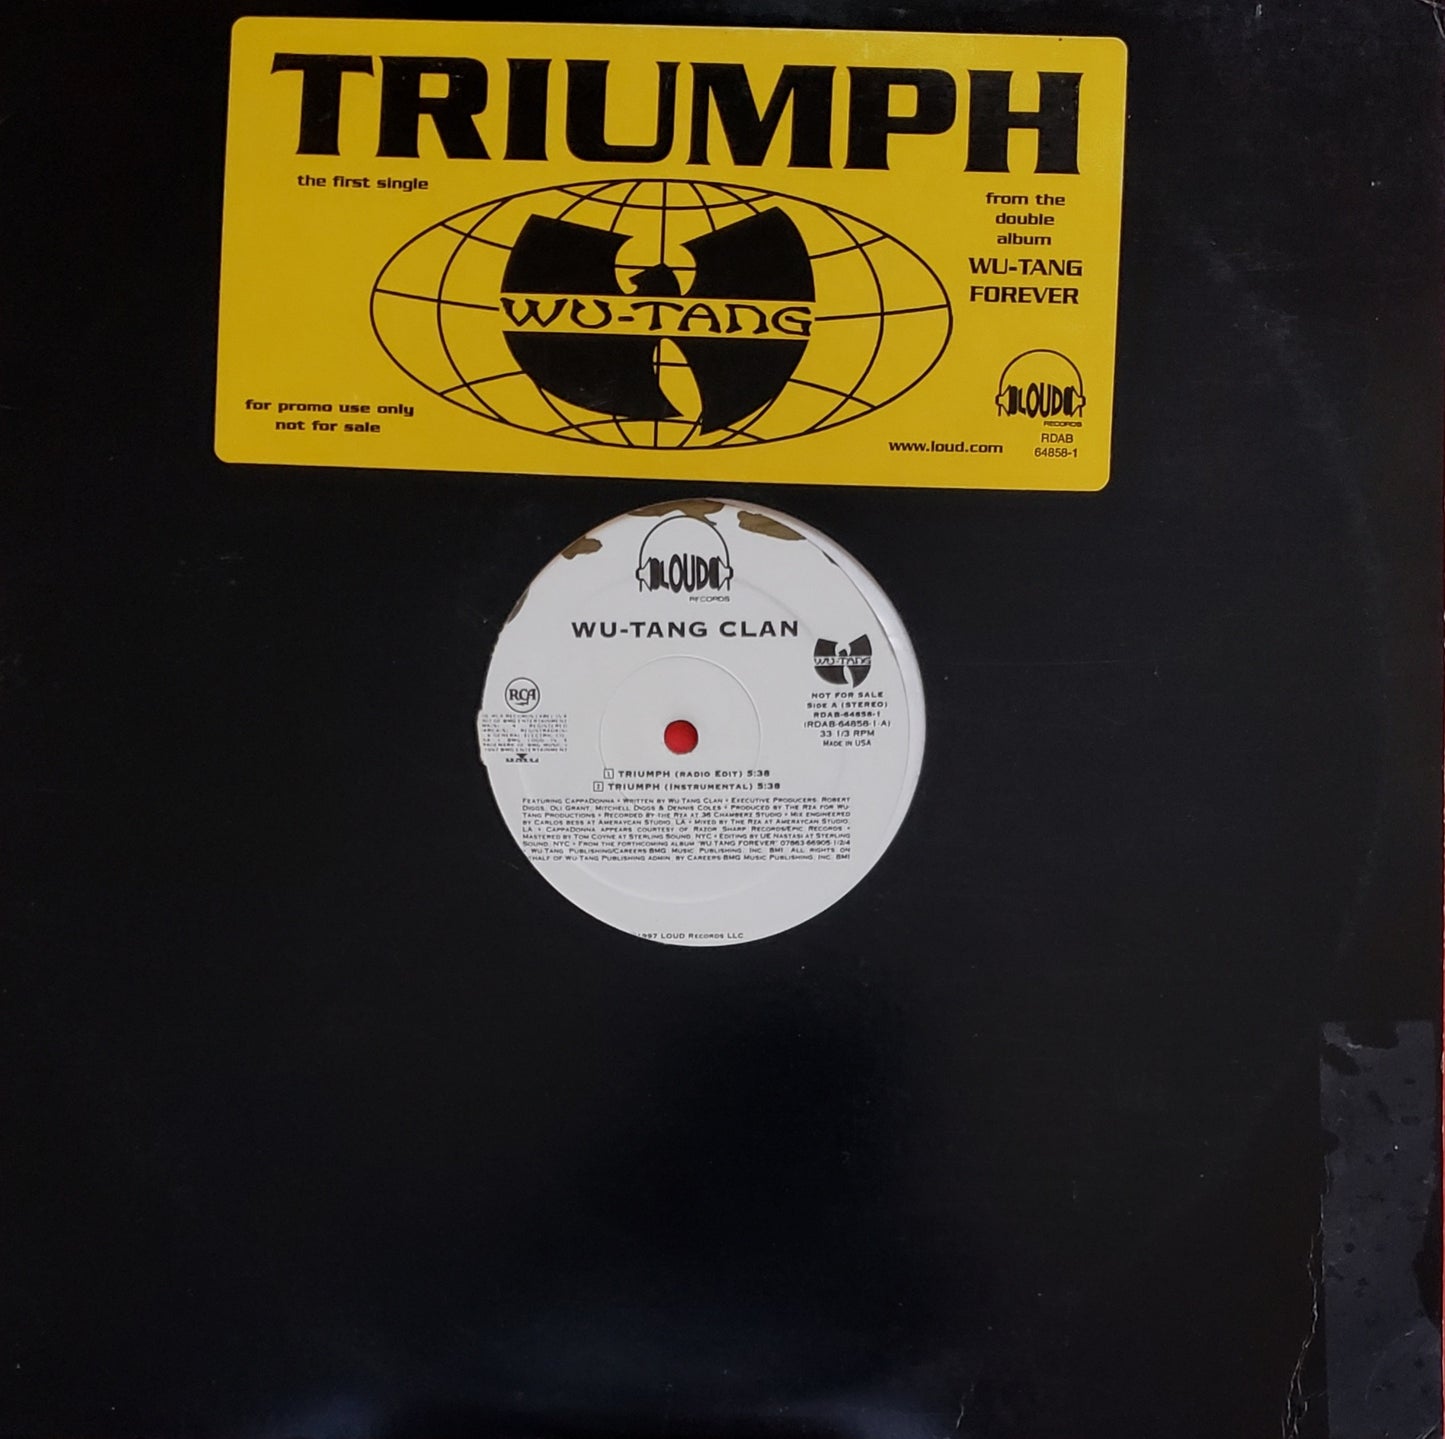 TRIUMPH
the first single
from the
double
album
WU-TANG
FOREVER
WU-TANG
for promo use only
not for sale
www.loud.com
LOUD
RECORDS
RDAB
64858-1
LOUD
RECORDS
WU-TANG CLAN
WU-TANG
RCA
NOT FOR SALE
SIDE A (STEREO)
RDAB-64858-1
(RDAB-64858-1-A)
33 1/3 RPM
MADE IN USA
1 TRIUMPH (RADIO EDIT) 5:38
2 TRIUMPH (INSTRUMENTAL) 5:38
FEATURING CAPPADONNA • WRITTEN BY WU TANG CLAN • EXECUTIVE PRODUCERS: ROBERT
DIGGS, OLI GRANT, MITCHELL DIGGS & DENNIS COLES • PRODUCED BY THE RZA FOR WU-
TANG PRODUCTIONS • RECORDED BY THE RZA AT 36 CHAMBERZ STUDIO • MIX ENGINEERED
BY CARLOS BESS AT AMERAYCAN STUDIO, LA • MIXED BY THE RZA AT AMERAYCAN STUDIO,
LA • CAPPADONNA APPEARS COURTESY OF RAZOR SHARP RECORDS/EPIC RECORDS •
MASTERED BY TOM COYNE AT STERLING SOUND, NYC • EDITING BY UE NASTASI AT STERLING
SOUND, NYC • FROM THE FORTHCOMING ALBUM "WU TANG FOREVER" 07863 66905-1/2/4
• WU TANG PUBLISHING/CAREERS-BMG MUSIC PUBLISHING, INC. BMI ALL RIGHTS ON
HALF OF WU TANG PUBLISHING ADMIN. BY CAREERS-BMG MUSIC PUBLISHING, INC. BMI
1997 LOUD RECORDS LLC